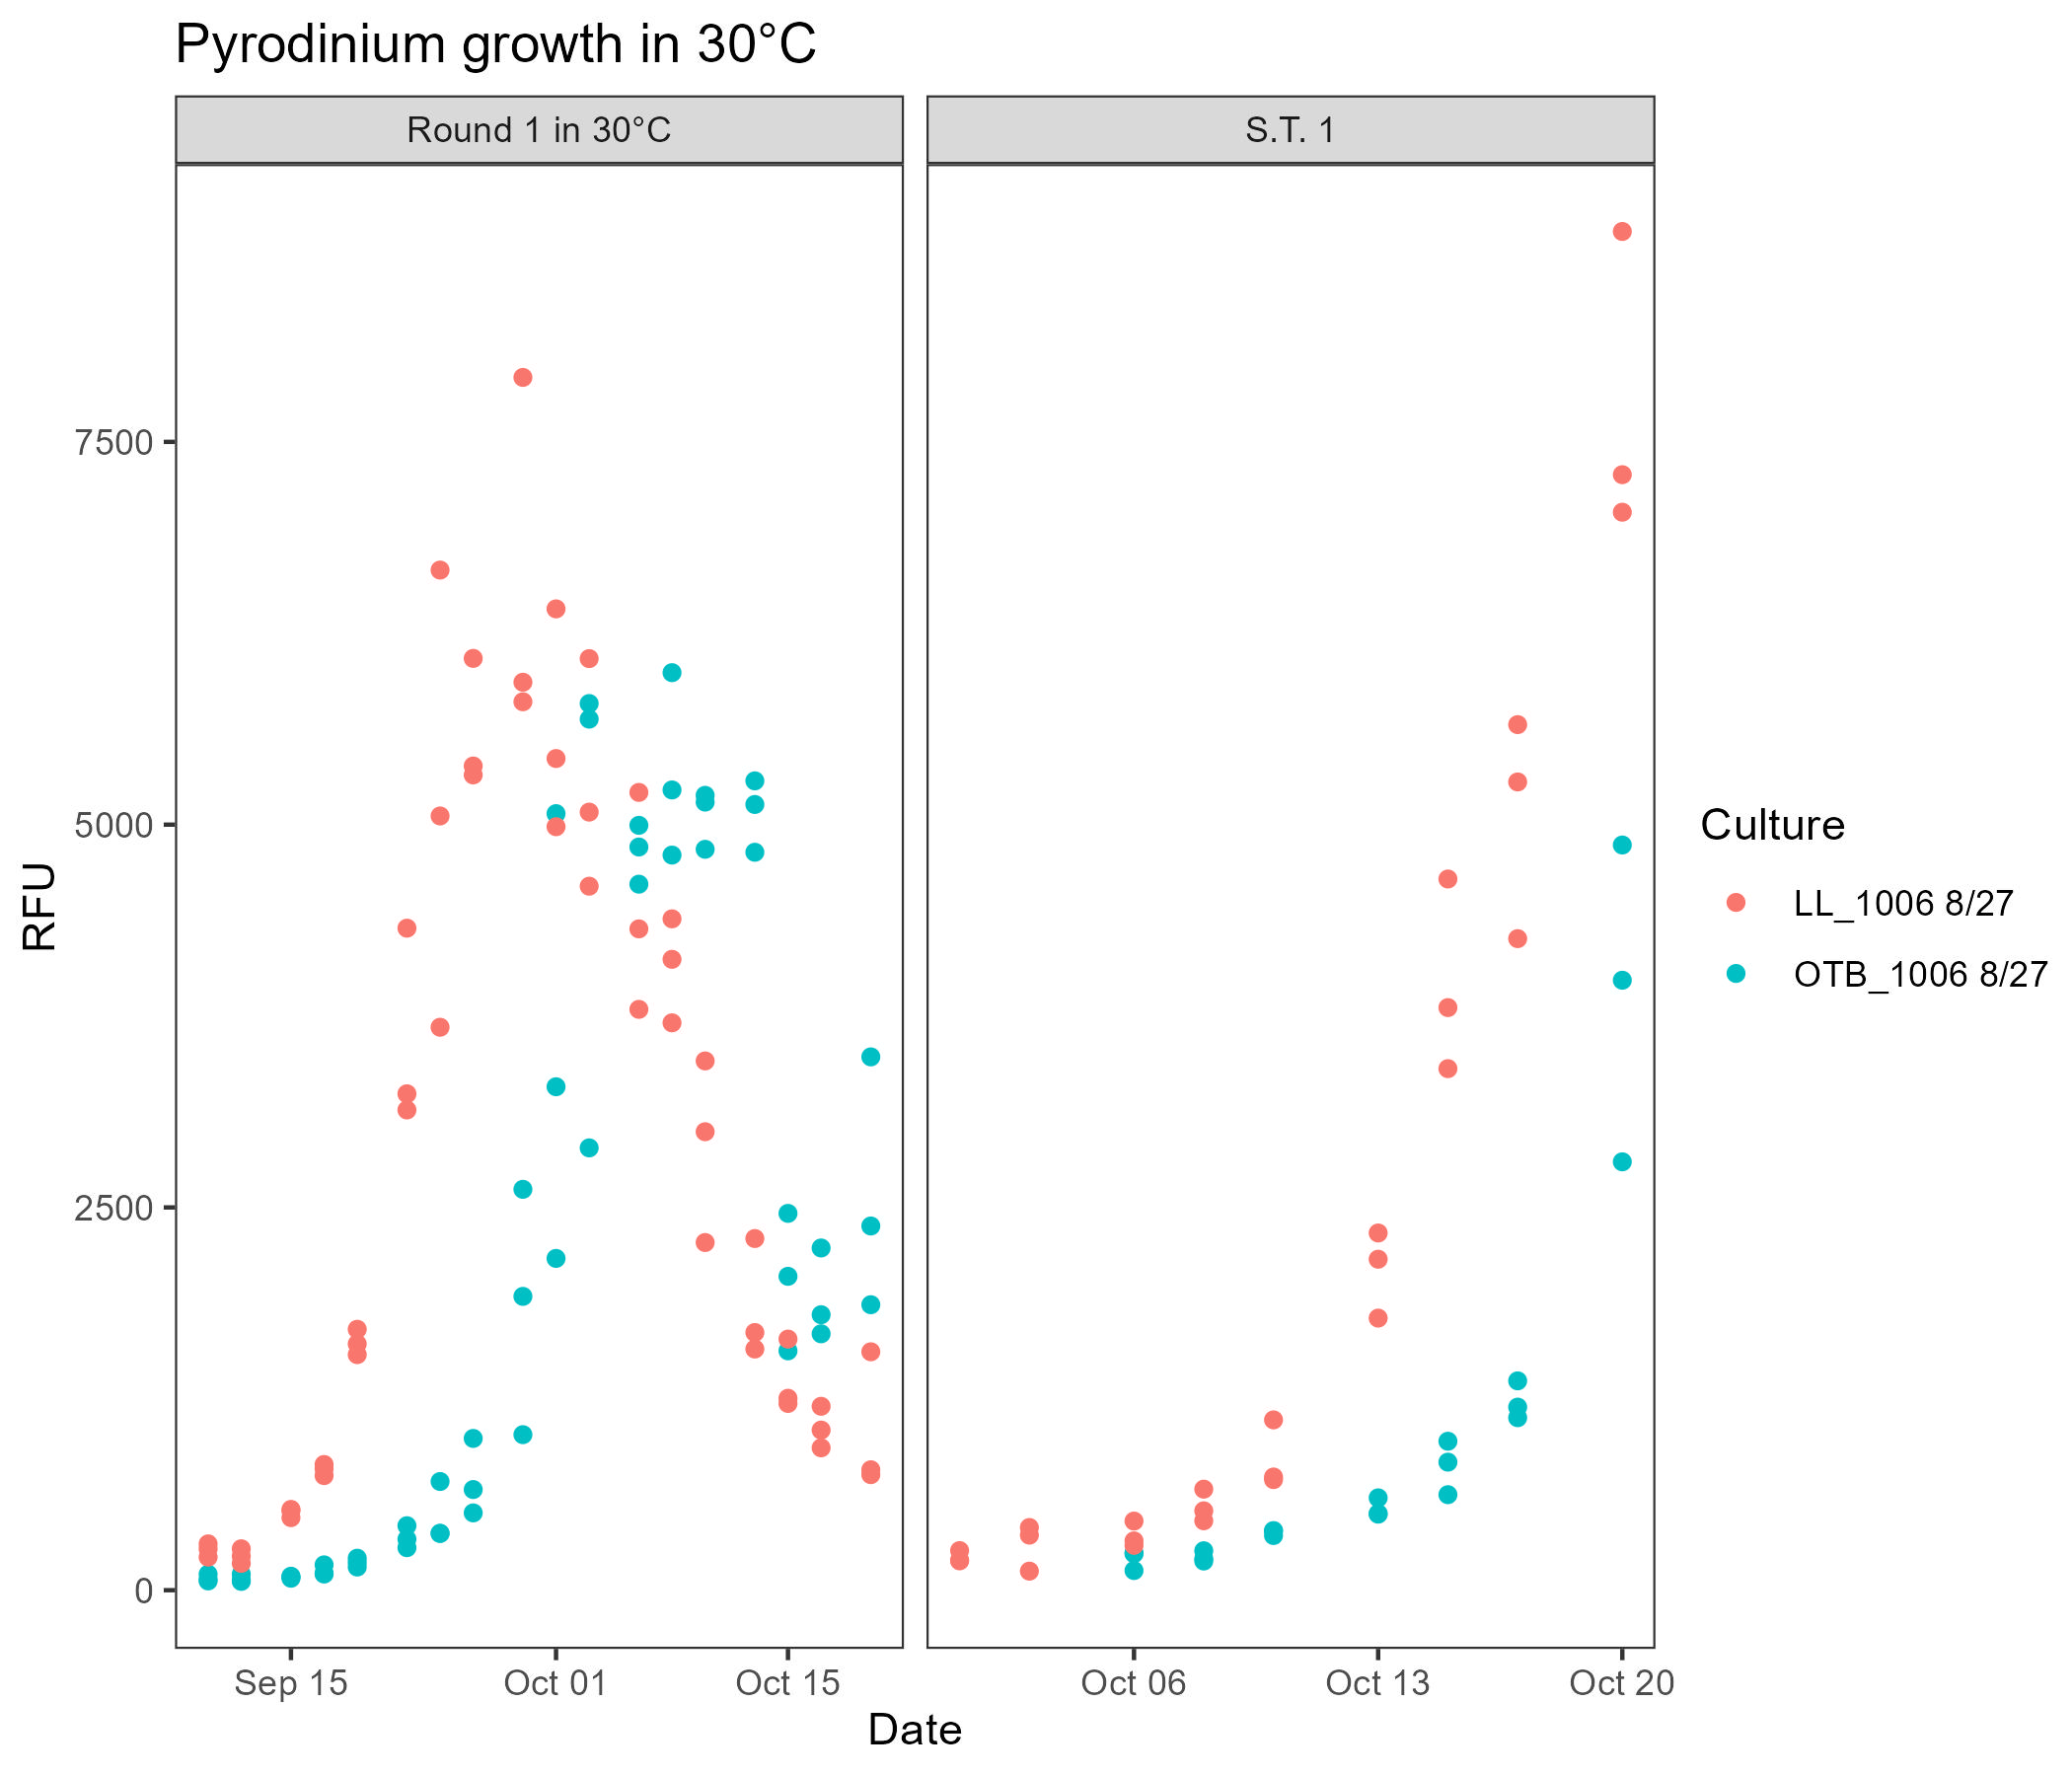 Pyrodinium growth in 30°C
Round 1 in 30°C
S.T. 1
7500
5000
2500
0
RFU
Sep 15
Oct 01
Oct 15
Oct 06
Oct 13
Oct 20
Date
Culture
LL_1006 8/27
OTB_1006 8/27